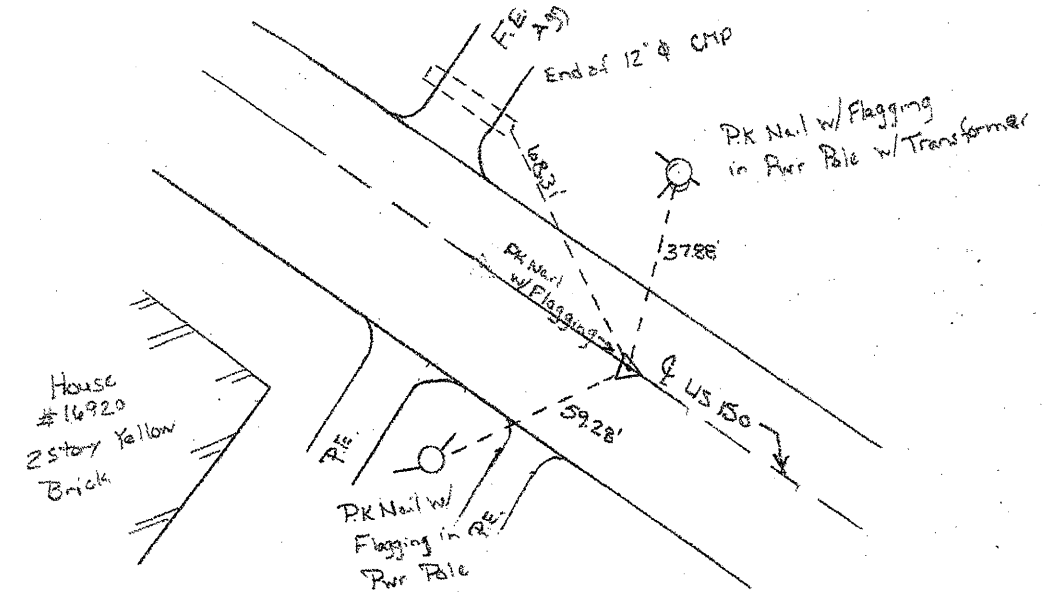 F.E.
End of 12" ⌀ CMP
P.K Nail w/ Flagging
in Pwr Pole w/ Transformer
68.31'
37.88'
PK Nail
w/ Flagging
℄ US 150
59.28'
House
#16920
2 Story Yellow
Brick
P.E.
P.K Nail w/
Flagging in
Pwr Pole
P.E.